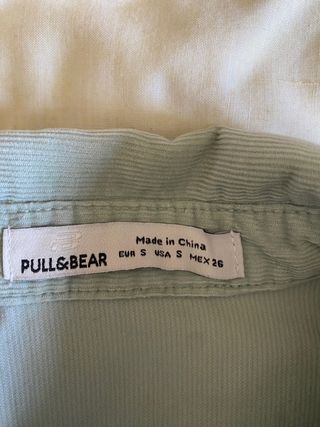 PULL&BEAR
Made in China
EUR S USA S MEX 26